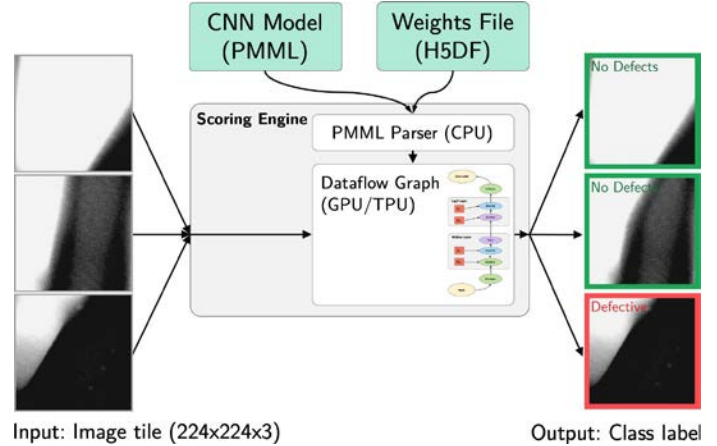 CNN Model
(PMML)
Weights File
(H5DF)
Scoring Engine
PMML Parser (CPU)
Dataflow Graph
(GPU/TPU)
No Defects
No Defect
Defective
Input: Image tile (224x224x3)
Output: Class label